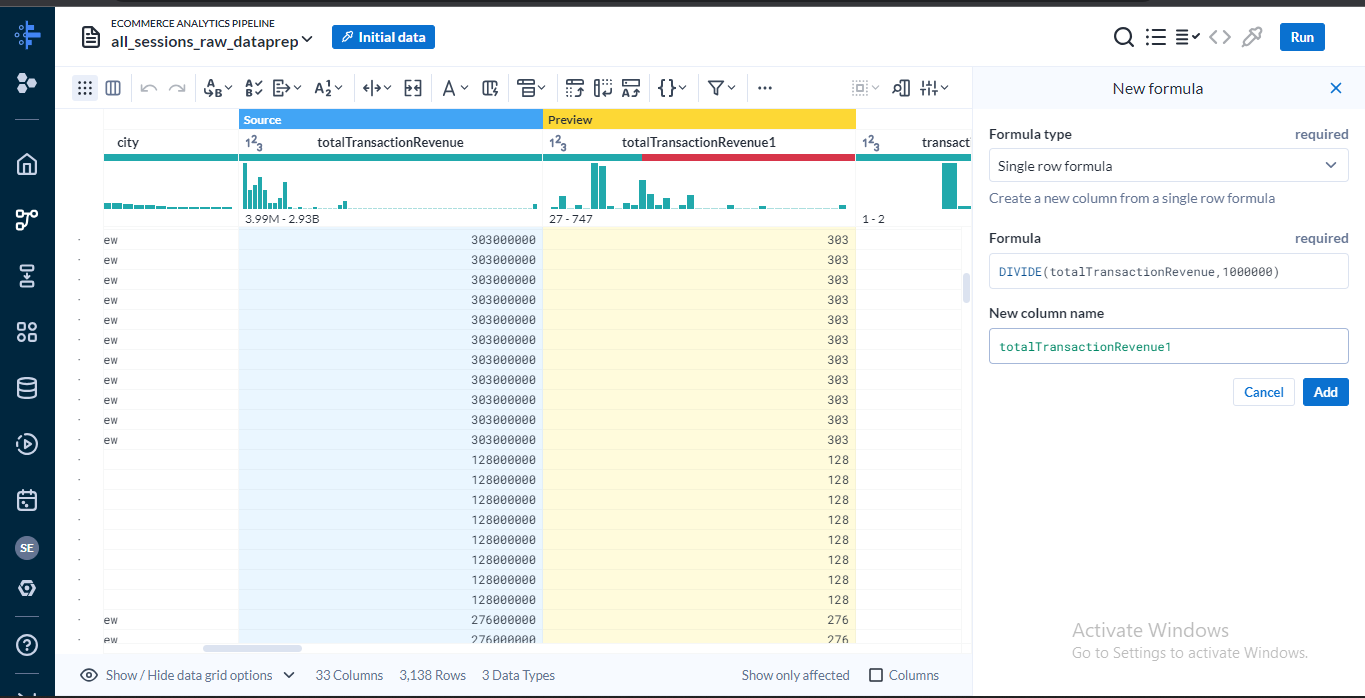 ECOMMERCE ANALYTICS PIPELINE
all_sessions_raw_dataprep
Initial data
Run
New formula
Source
Preview
city
totalTransactionRevenue
totalTransactionRevenue1
transact
3.99M - 2.93B
27 - 747
1 - 2
ew 303000000 303
ew 303000000 303
ew 303000000 303
ew 303000000 303
ew 303000000 303
ew 303000000 303
ew 303000000 303
ew 303000000 303
ew 303000000 303
ew 303000000 303
ew 303000000 303
128000000 128
128000000 128
128000000 128
128000000 128
128000000 128
128000000 128
128000000 128
128000000 128
ew 276000000 276
ew 276000000 276
Formula type required
Single row formula
Create a new column from a single row formula
Formula required
DIVIDE(totalTransactionRevenue,1000000)
New column name
totalTransactionRevenue1
Cancel Add
SE
Show / Hide data grid options 33 Columns 3,138 Rows 3 Data Types Show only affected Columns
Activate Windows
Go to Settings to activate Windows.